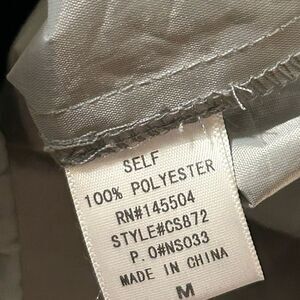 SELF
100% POLYESTER
RN#145504
STYLE#CS872
P.O#NS033
MADE IN CHINA
M